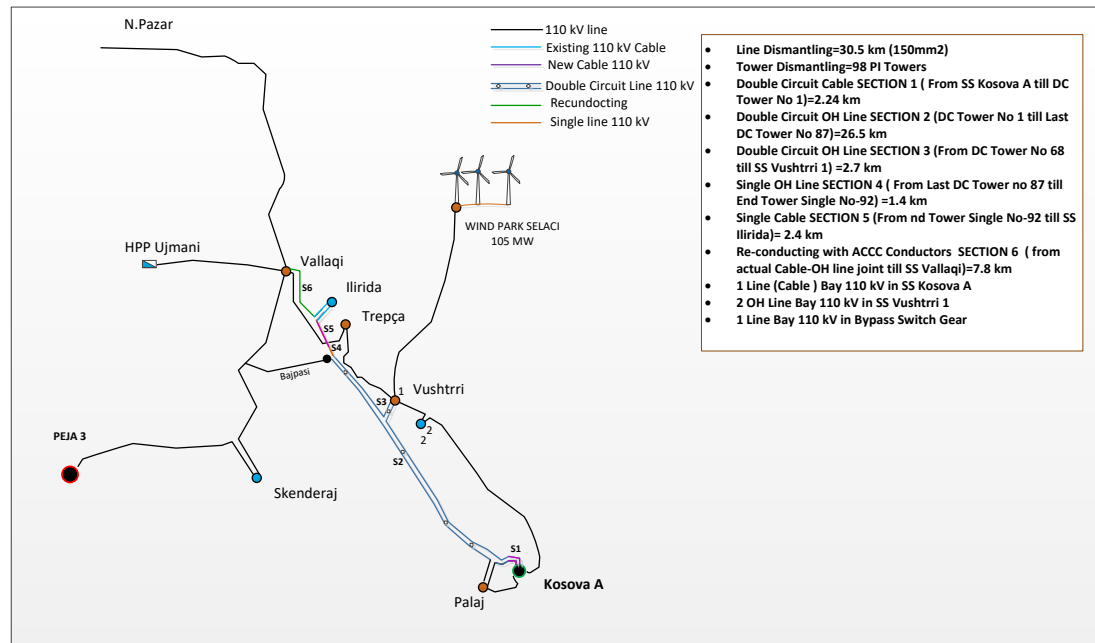 N.Pazar
110 kV line
Existing 110 kV Cable
New Cable 110 kV
Double Circuit Line 110 kV
Recundocting
Single line 110 kV
• Line Dismantling=30.5 km (150mm2)
• Tower Dismantling=98 PI Towers
• Double Circuit Cable SECTION 1 ( From SS Kosova A till DC
Tower No 1)=2.24 km
• Double Circuit OH Line SECTION 2 (DC Tower No 1 till Last
DC Tower No 87)=26.5 km
• Double Circuit OH Line SECTION 3 (From DC Tower No 68
till SS Vushtrri 1) =2.7 km
• Single OH Line SECTION 4 ( From Last DC Tower no 87 till
End Tower Single No-92) =1.4 km
• Single Cable SECTION 5 (From nd Tower Single No-92 till SS
Ilirida)= 2.4 km
• Re-conducting with ACCC Conductors SECTION 6 ( from
actual Cable-OH line joint till SS Vallaqi)=7.8 km
• 1 Line (Cable ) Bay 110 kV in SS Kosova A
• 2 OH Line Bay 110 kV in SS Vushtrri 1
• 1 Line Bay 110 kV in Bypass Switch Gear
WIND PARK SELACI
105 MW
HPP Ujmani
Vallaqi
S6
Ilirida
Trepça
S5
S4
Bajpasi
1
Vushtrri
S3
2
2
PEJA 3
S2
Skenderaj
S1
Kosova A
Palaj